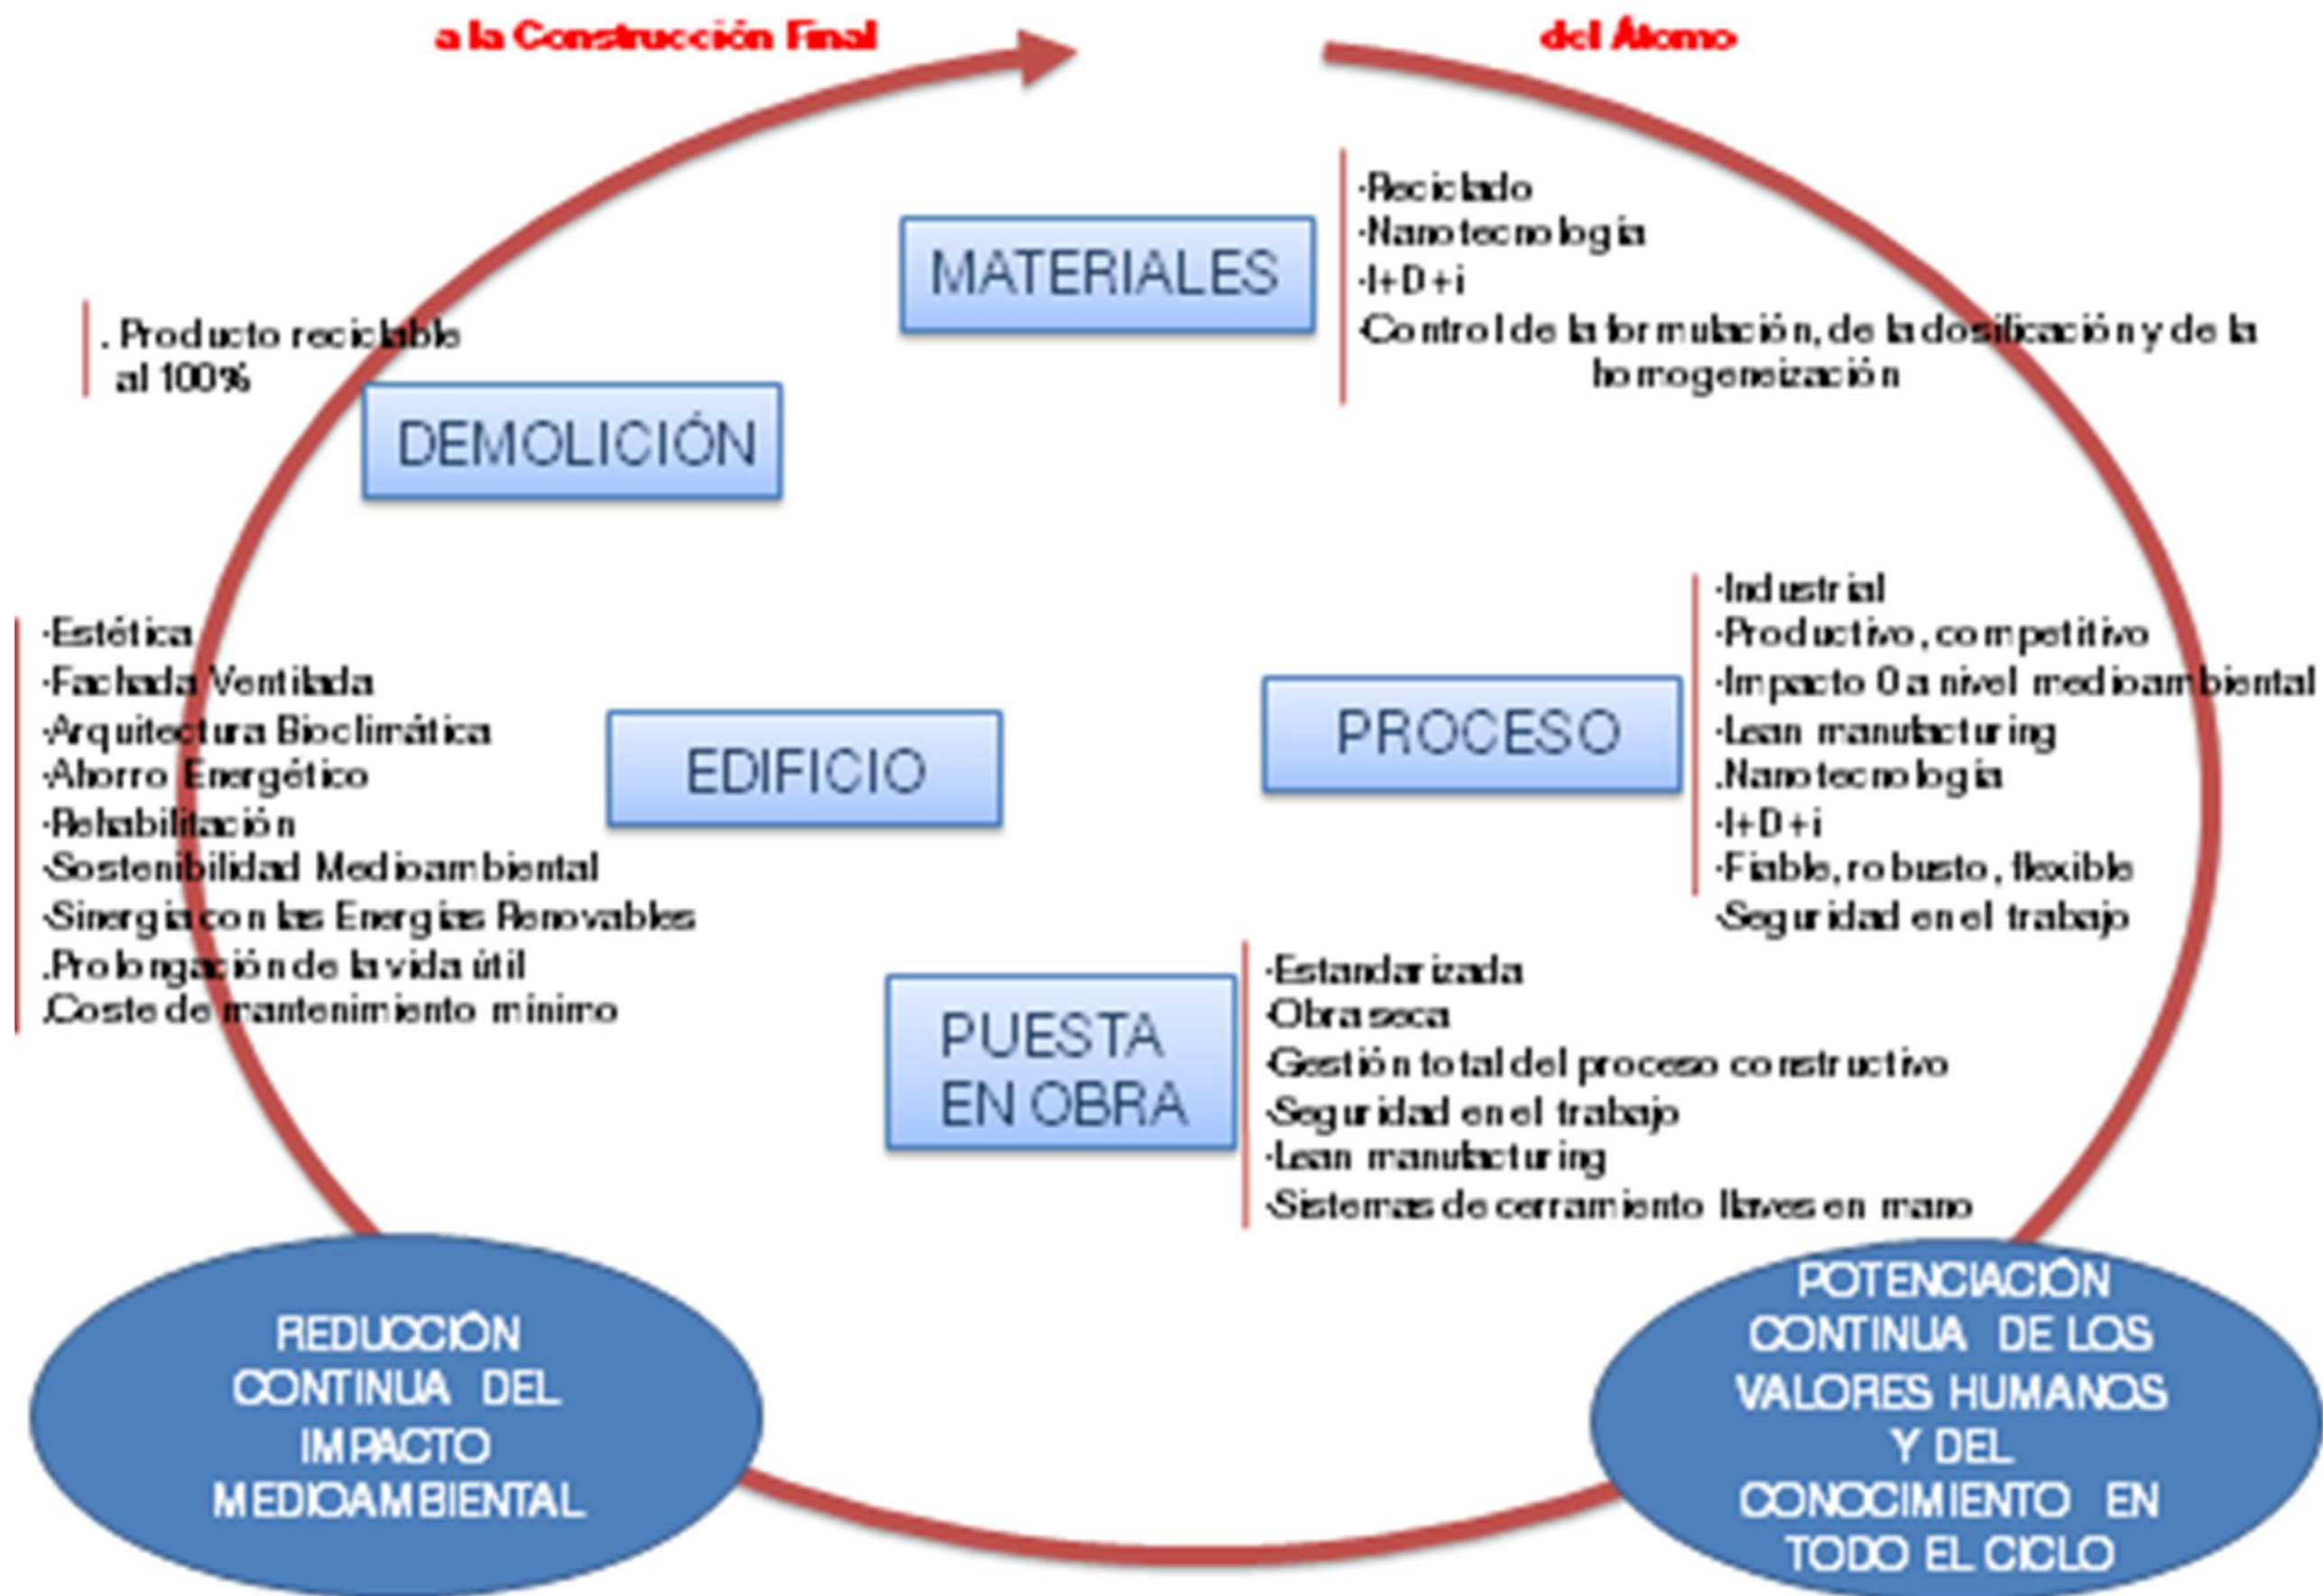 a la Construcción Final
del Átomo
MATERIALES
·Reciclado
·Nanotecnología
·I+D+i
·Control de la formulación, de la dosificación y de la
homogeneización
. Producto reciclable
al 100%
DEMOLICIÓN
·Industrial
·Productivo, competitivo
·Impacto 0 a nivel medioambiental
·Lean manufacturing
.Nanotecnología
·I+D+i
·Fiable, robusto, flexible
·Seguridad en el trabajo
PROCESO
·Estética
·Fachada Ventilada
·Arquitectura Bioclimática
·Ahorro Energético
·Rehabilitación
·Sostenibilidad Medioambiental
·Sinergia con las Energías Renovables
.Prolongación de la vida útil
.Coste de mantenimiento mínimo
EDIFICIO
PUESTA
EN OBRA
·Estandarizada
·Obra seca
·Gestión total del proceso constructivo
·Seguridad en el trabajo
·Lean manufacturing
·Sistemas de cerramiento llaves en mano
REDUCCIÓN
CONTINUA DEL
IMPACTO
MEDIOAMBIENTAL
POTENCIACIÓN
CONTINUA DE LOS
VALORES HUMANOS
Y DEL
CONOCIMIENTO EN
TODO EL CICLO